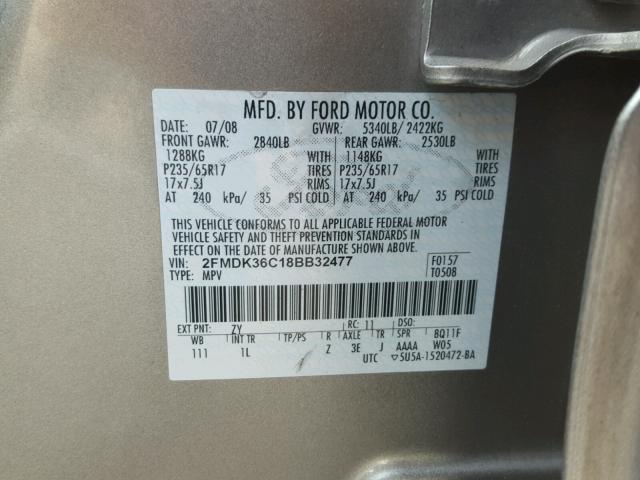 MFD. BY FORD MOTOR CO.
DATE: 07/08 GVWR: 5340LB/ 2422KG
FRONT GAWR: 2840LB REAR GAWR: 2530LB
1288KG WITH 1148KG WITH
P235/65R17 TIRES P235/65R17 TIRES
17x7.5J RIMS 17x7.5J RIMS
AT 240 kPa/ 35 PSI COLD AT 240 kPa/ 35 PSI COLD
THIS VEHICLE CONFORMS TO ALL APPLICABLE FEDERAL MOTOR
VEHICLE SAFETY AND THEFT PREVENTION STANDARDS IN
EFFECT ON THE DATE OF MANUFACTURE SHOWN ABOVE.
VIN: 2FMDK36C18BB32477 F0157
TYPE: MPV T0508
EXT PNT: ZY RC: 11 DSO:
WB INT TR TP/PS R AXLE TR SPR 8Q11F
111 1L Z 3E J AAAA W05
UTC ▽5U5A-1520472-BA